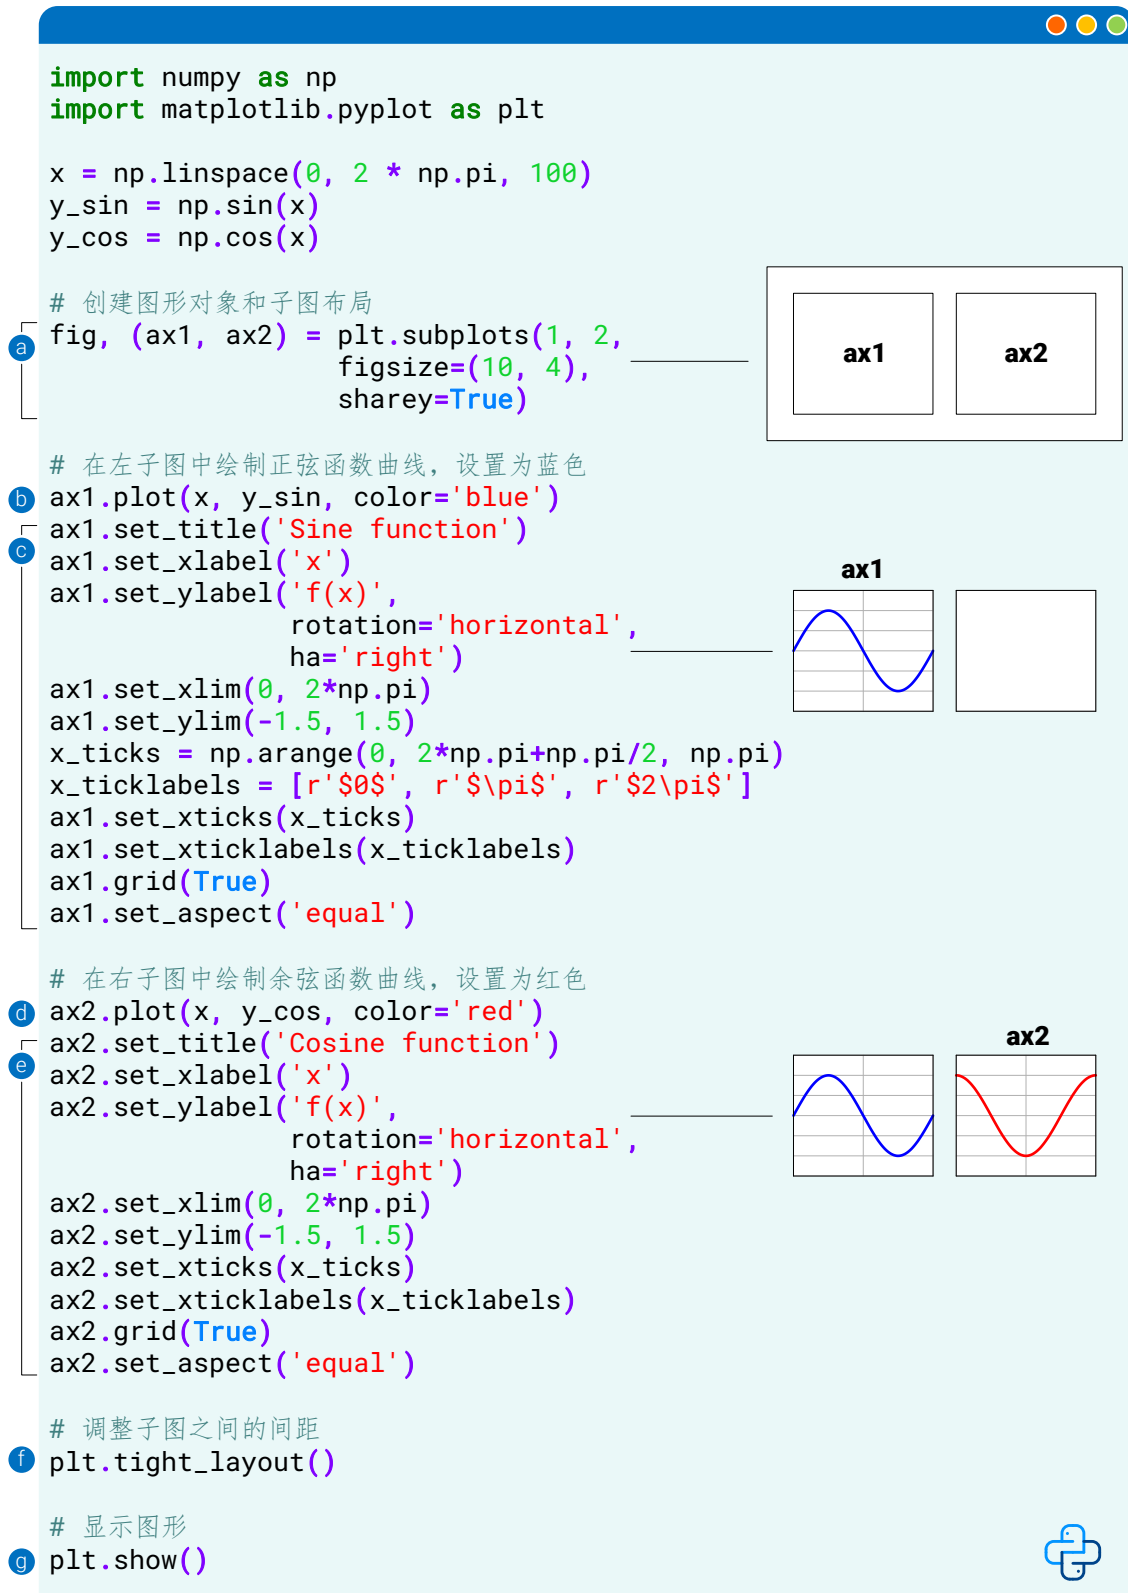 import numpy as np
import matplotlib.pyplot as plt
x = np.linspace(0, 2 * np.pi, 100)
y_sin = np.sin(x)
y_cos = np.cos(x)
# 创建图形对象和子图布局
a fig, (ax1, ax2) = plt.subplots(1, 2,
figsize=(10, 4),
sharey=True)
ax1 ax2
# 在左子图中绘制正弦函数曲线，设置为蓝色
b ax1.plot(x, y_sin, color='blue')
c ax1.set_title('Sine function')
ax1.set_xlabel('x')
ax1.set_ylabel('f(x)',
rotation='horizontal',
ha='right')
ax1
ax1.set_xlim(0, 2*np.pi)
ax1.set_ylim(-1.5, 1.5)
x_ticks = np.arange(0, 2*np.pi+np.pi/2, np.pi)
x_ticklabels = [r'$0$', r'$\pi$', r'$2\pi$']
ax1.set_xticks(x_ticks)
ax1.set_xticklabels(x_ticklabels)
ax1.grid(True)
ax1.set_aspect('equal')
# 在右子图中绘制余弦函数曲线，设置为红色
d ax2.plot(x, y_cos, color='red')
e ax2.set_title('Cosine function')
ax2.set_xlabel('x')
ax2.set_ylabel('f(x)',
rotation='horizontal',
ha='right')
ax2
ax2.set_xlim(0, 2*np.pi)
ax2.set_ylim(-1.5, 1.5)
ax2.set_xticks(x_ticks)
ax2.set_xticklabels(x_ticklabels)
ax2.grid(True)
ax2.set_aspect('equal')
# 调整子图之间的间距
f plt.tight_layout()
# 显示图形
g plt.show()